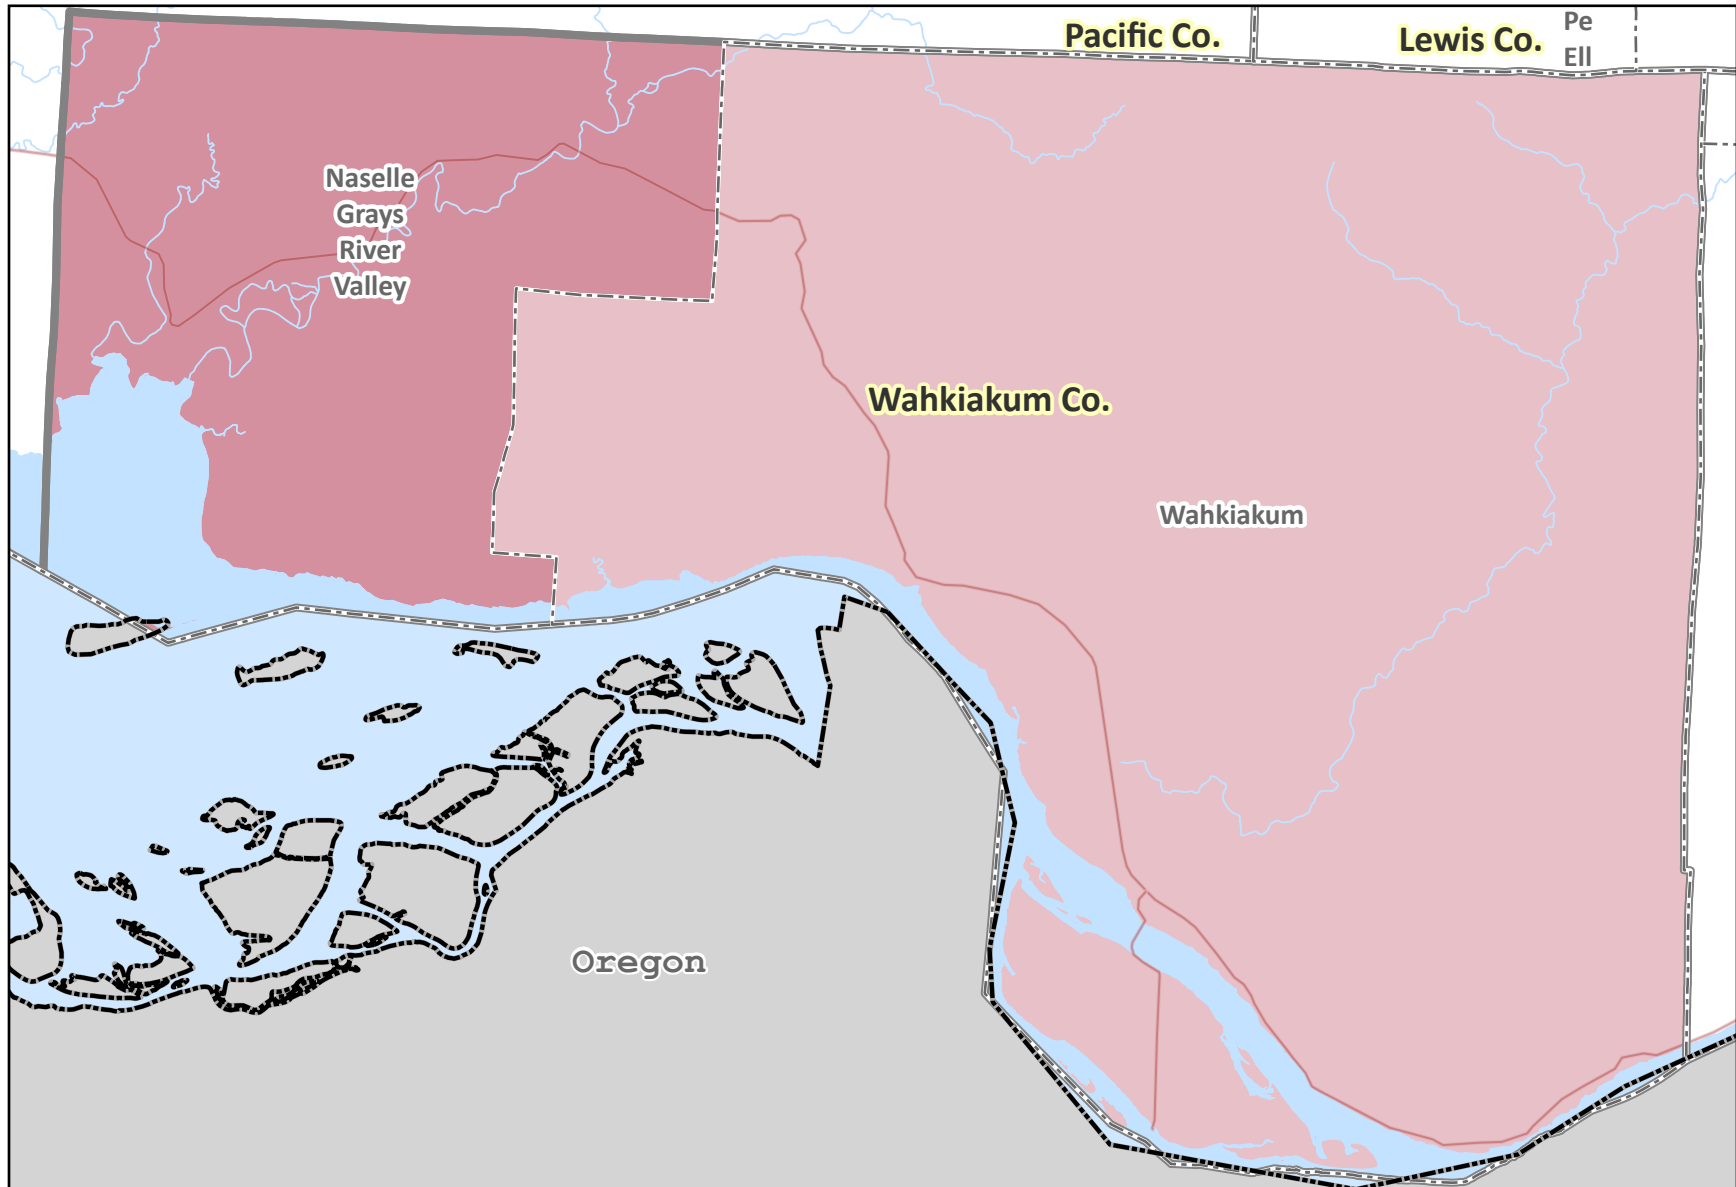 Pacific Co.
Lewis Co.
Pe
Ell
Naselle
Grays
River
Valley
Wahkiakum Co.
Wahkiakum
Oregon